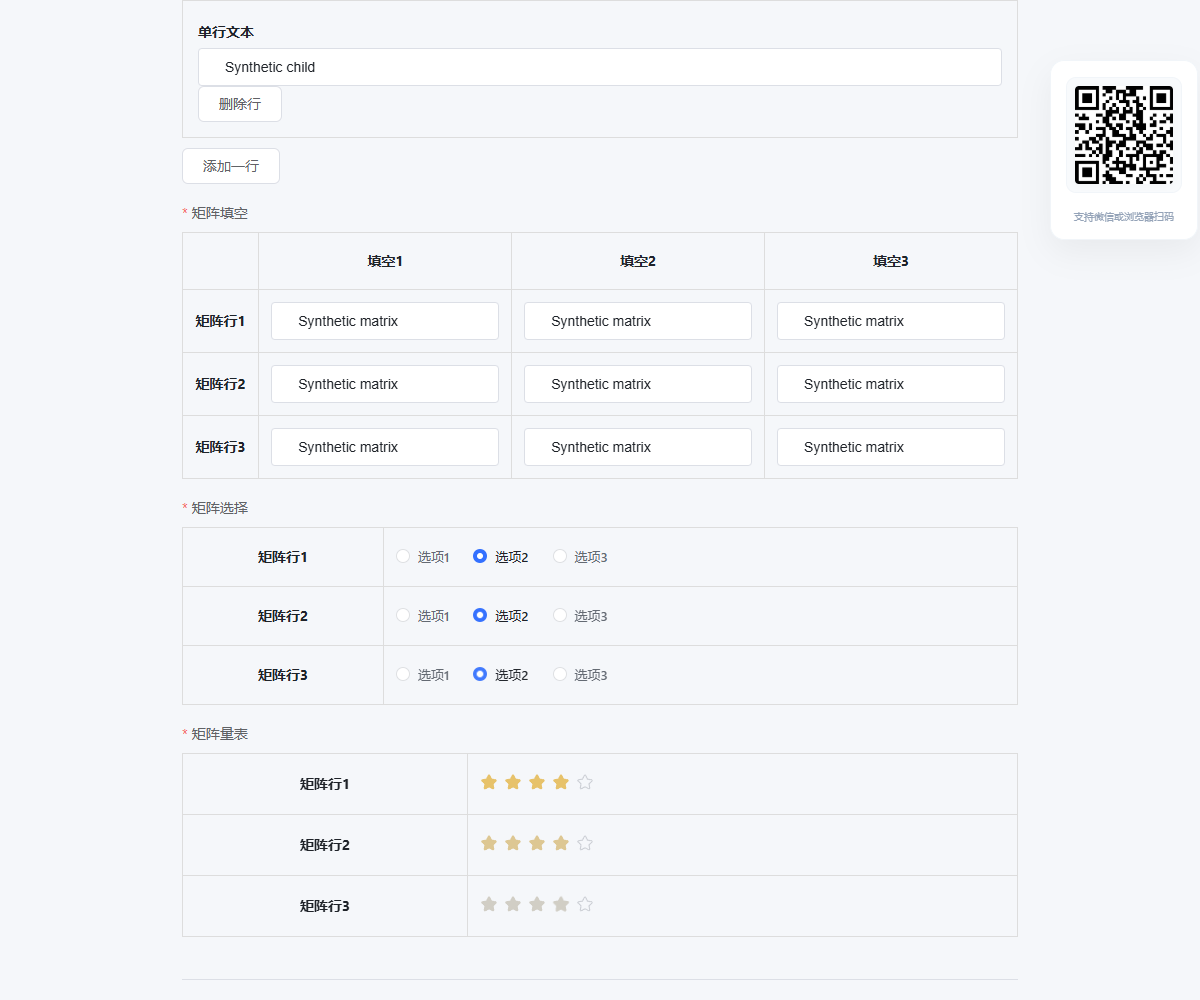 单行文本
Synthetic child
删除行
添加一行
* 矩阵填空
填空1 填空2 填空3
矩阵行1 Synthetic matrix Synthetic matrix Synthetic matrix
矩阵行2 Synthetic matrix Synthetic matrix Synthetic matrix
矩阵行3 Synthetic matrix Synthetic matrix Synthetic matrix
* 矩阵选择
矩阵行1 选项1 选项2 选项3
矩阵行2 选项1 选项2 选项3
矩阵行3 选项1 选项2 选项3
* 矩阵量表
矩阵行1
矩阵行2
矩阵行3
支持微信或浏览器扫码